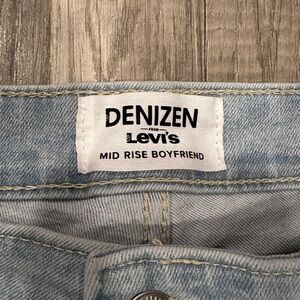 DENIZEN
FROM
Levi's
MID RISE BOYFRIEND